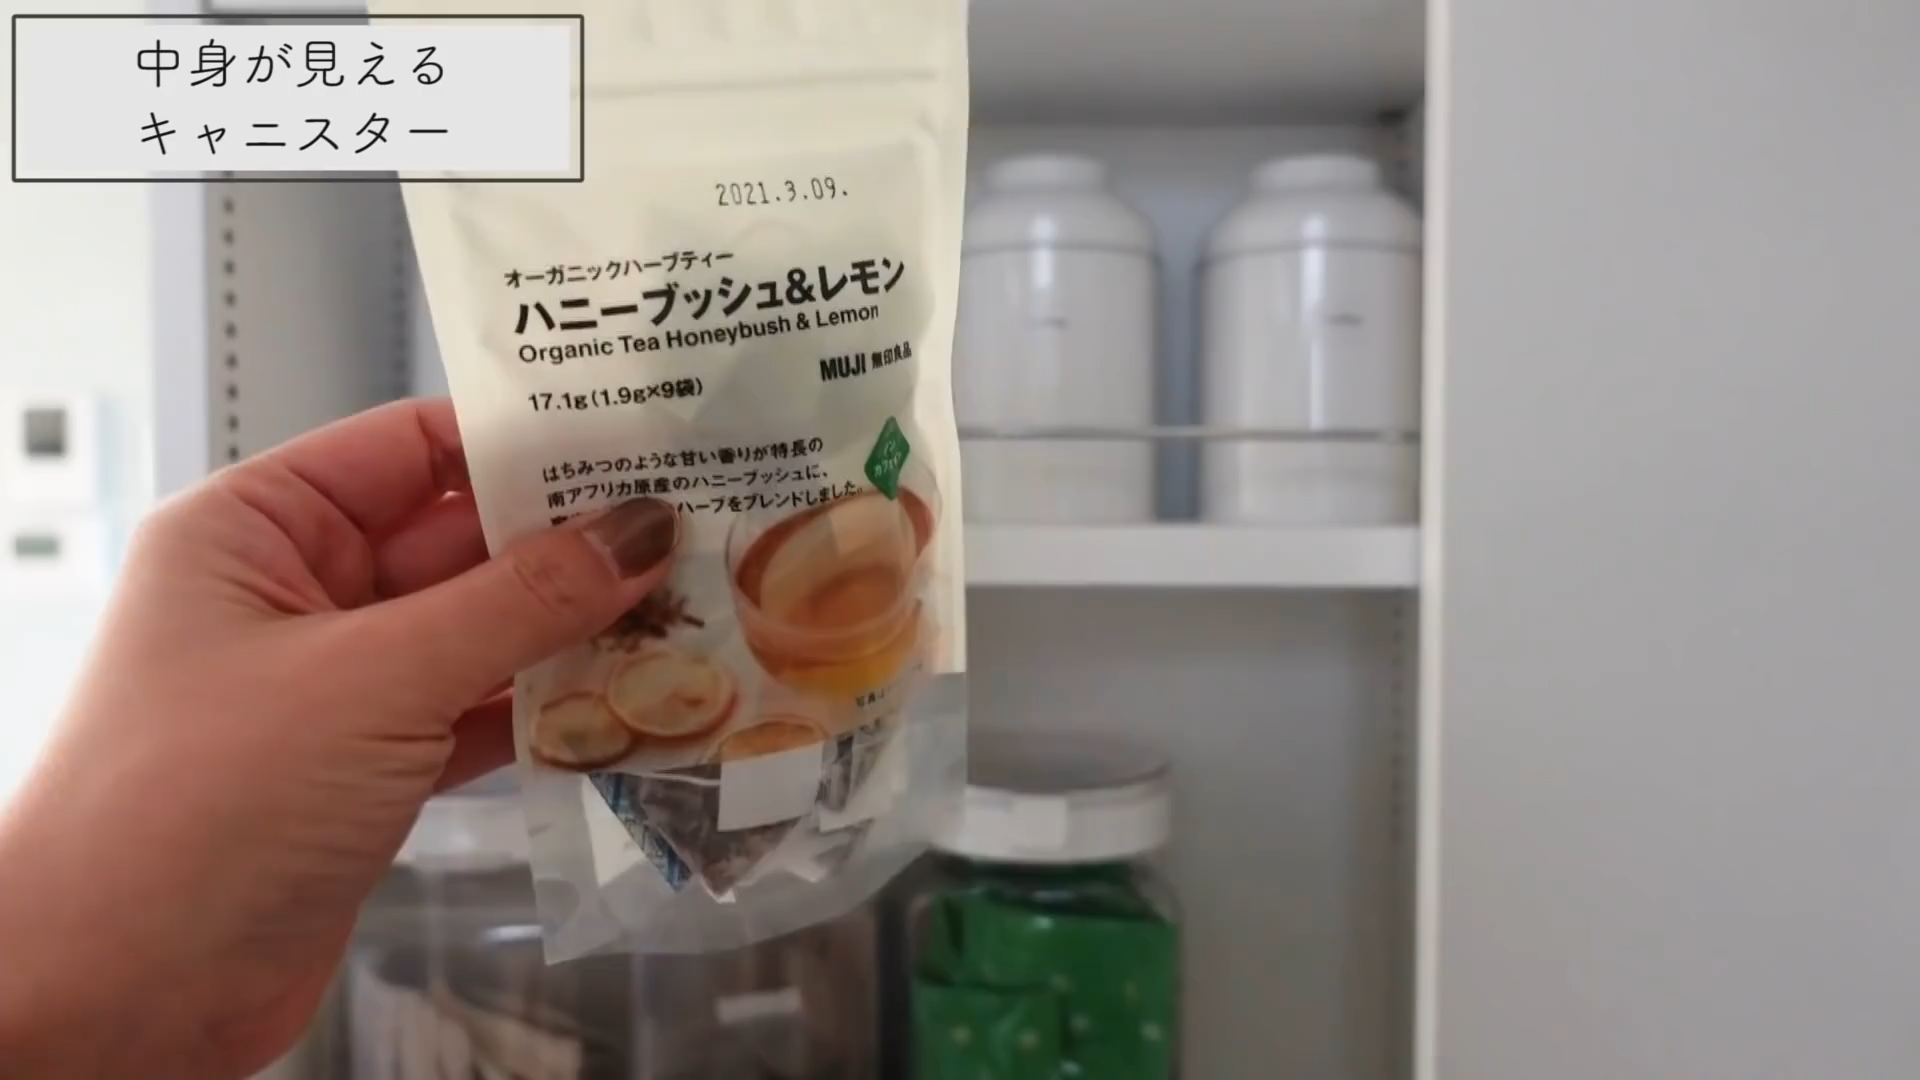 中身が見える
キャニスター
2021.3.09.
オーガニックハーブティー
ハニーブッシュ&レモン
Organic Tea Honeybush & Lemon
MUJI 無印良品
17.1g(1.9g×9袋)
はちみつのような甘い香りが特長の
南アフリカ原産のハニーブッシュに、
ハーブをブレンドしました。